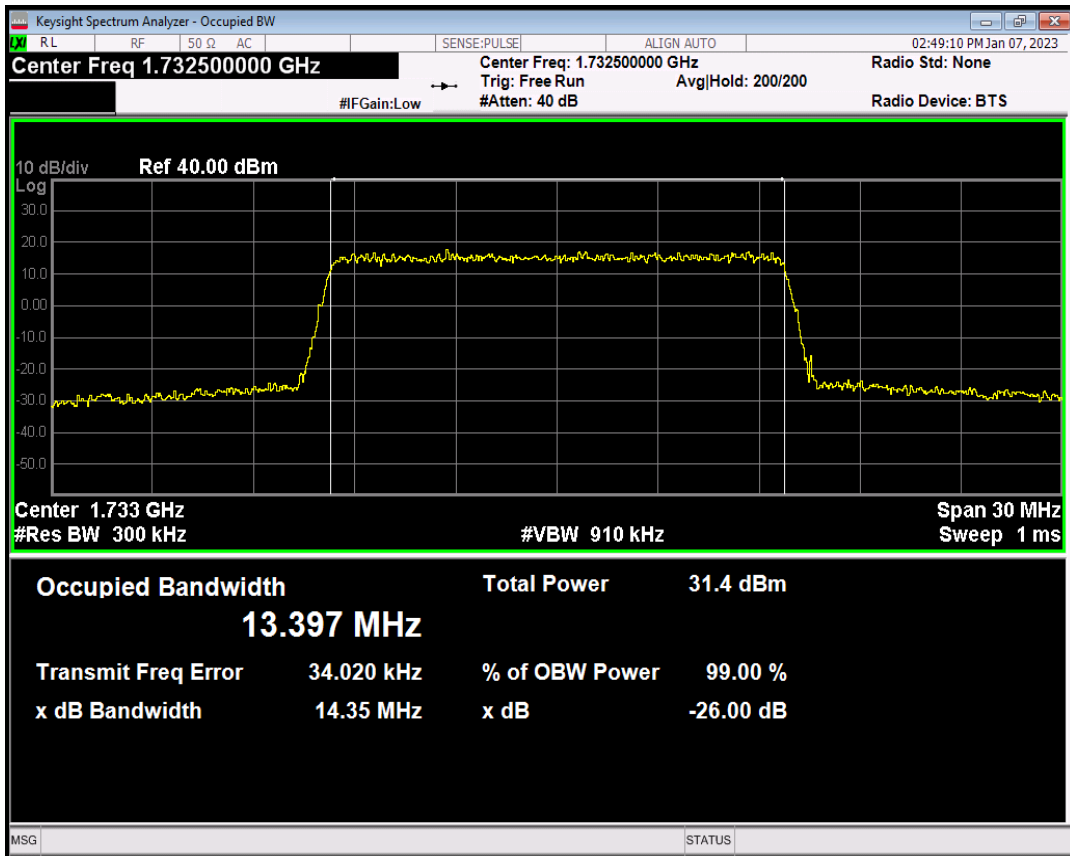 Keysight Spectrum Analyzer - Occupied BW
LXI RL RF 50 Ω AC SENSE:PULSE ALIGN AUTO 02:49:10 PM Jan 07, 2023
Center Freq 1.732500000 GHz Center Freq: 1.732500000 GHz Radio Std: None
Trig: Free Run Avg|Hold: 200/200
#IFGain:Low #Atten: 40 dB Radio Device: BTS
10 dB/div Ref 40.00 dBm
Log
30.0
20.0
10.0
0.00
-10.0
-20.0
-30.0
-40.0
-50.0
Center 1.733 GHz Span 30 MHz
#Res BW 300 kHz #VBW 910 kHz Sweep 1 ms
Occupied Bandwidth Total Power 31.4 dBm
13.397 MHz
Transmit Freq Error 34.020 kHz % of OBW Power 99.00 %
x dB Bandwidth 14.35 MHz x dB -26.00 dB
MSG STATUS